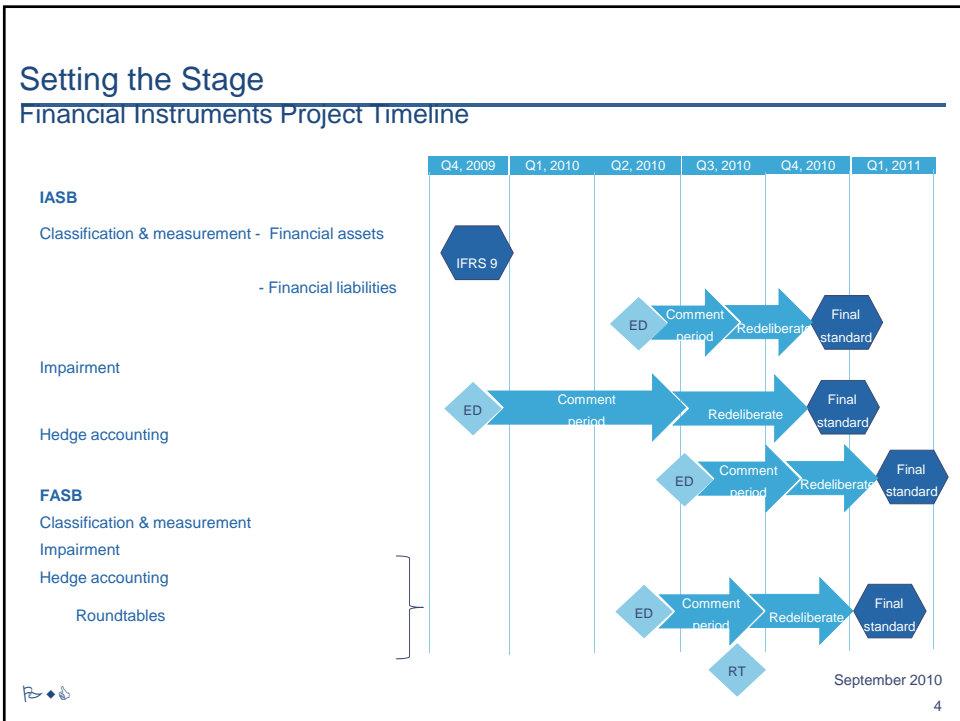 Setting the Stage
Financial Instruments Project Timeline
Q4, 2009 Q1, 2010 Q2, 2010 Q3, 2010 Q4, 2010 Q1, 2011
IASB
Classification & measurement - Financial assets
IFRS 9
- Financial liabilities
ED
Comment
period
Redeliberate
Final
standard
Impairment
ED
Comment
period
Redeliberate
Final
standard
Hedge accounting
ED
Comment
period
Redeliberate
Final
standard
FASB
Classification & measurement
Impairment
Hedge accounting
Roundtables
ED
Comment
period
Redeliberate
Final
standard
RT
September 2010
4